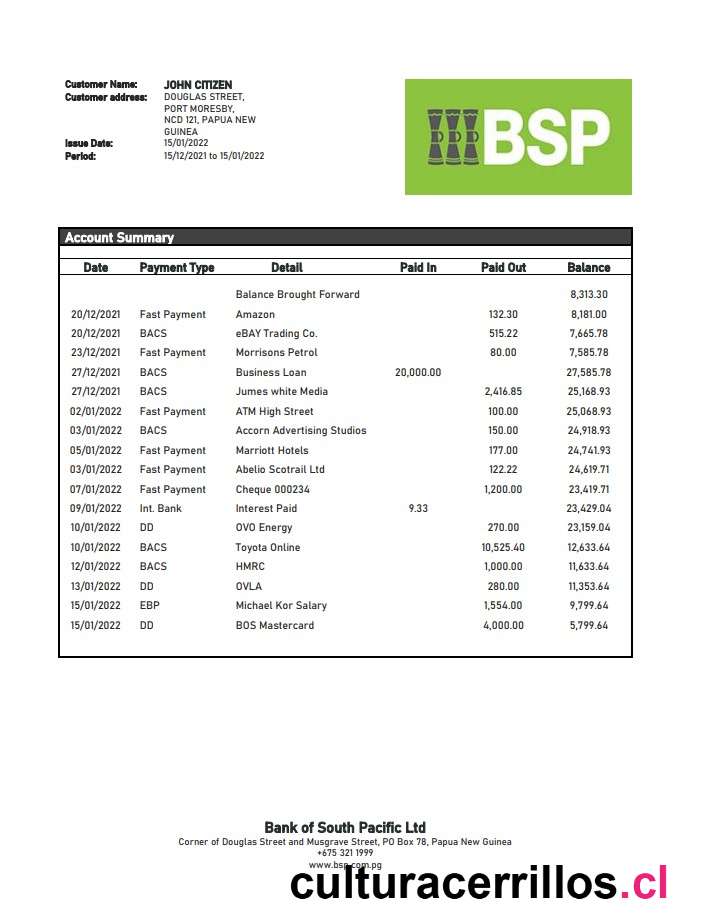 Customer Name: JOHN CITIZEN
Customer address: DOUGLAS STREET,
PORT MORESBY,
NCD 121, PAPUA NEW
GUINEA
Issue Date: 15/01/2022
Period: 15/12/2021 to 15/01/2022
BSP
Account Summary
Date Payment Type Detail Paid In Paid Out Balance
Balance Brought Forward 8,313.30
20/12/2021 Fast Payment Amazon 132.30 8,181.00
20/12/2021 BACS eBAY Trading Co. 515.22 7,665.78
23/12/2021 Fast Payment Morrisons Petrol 80.00 7,585.78
27/12/2021 BACS Business Loan 20,000.00 27,585.78
27/12/2021 BACS Jumes white Media 2,416.85 25,168.93
02/01/2022 Fast Payment ATM High Street 100.00 25,068.93
03/01/2022 BACS Accorn Advertising Studios 150.00 24,918.93
05/01/2022 Fast Payment Marriott Hotels 177.00 24,741.93
03/01/2022 Fast Payment Abelio Scotrail Ltd 122.22 24,619.71
07/01/2022 Fast Payment Cheque 000234 1,200.00 23,419.71
09/01/2022 Int. Bank Interest Paid 9.33 23,429.04
10/01/2022 DD OVO Energy 270.00 23,159.04
10/01/2022 BACS Toyota Online 10,525.40 12,633.64
12/01/2022 BACS HMRC 1,000.00 11,633.64
13/01/2022 DD OVLA 280.00 11,353.64
15/01/2022 EBP Michael Kor Salary 1,554.00 9,799.64
15/01/2022 DD BOS Mastercard 4,000.00 5,799.64
Bank of South Pacific Ltd
Corner of Douglas Street and Musgrave Street, PO Box 78, Papua New Guinea
+675 321 1999
www.bsp.com.pg
culturacerrillos.cl